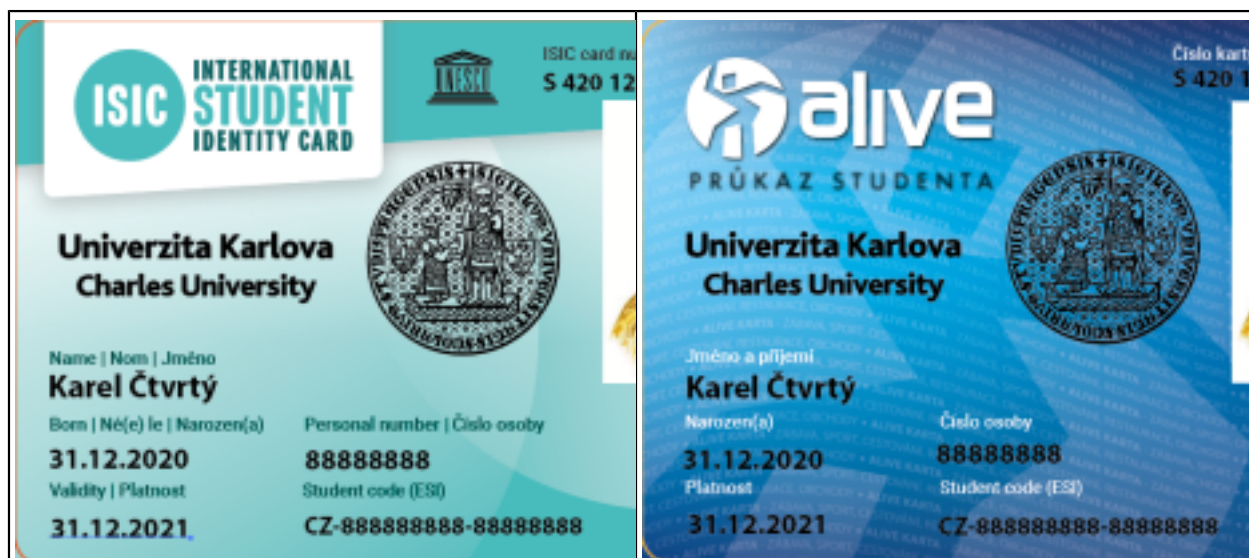 ISIC
INTERNATIONAL
STUDENT
IDENTITY CARD
UNESCO
ISIC card nu
S 420 12
Univerzita Karlova
Charles University
Name | Nom | Jméno
Karel Čtvrtý
Born | Né(e) le | Narozen(a)
Personal number | Číslo osoby
31.12.2020
88888888
Validity | Platnost
Student code (ESI)
31.12.2021
CZ-888888888-88888888
alive
PRŮKAZ STUDENTA
Číslo kart
S 420 1
Univerzita Karlova
Charles University
Jméno a příjemí
Karel Čtvrtý
Narozen(a)
Číslo osoby
31.12.2020
88888888
Platnost
Student code (ESI)
31.12.2021
CZ-888888888-88888888